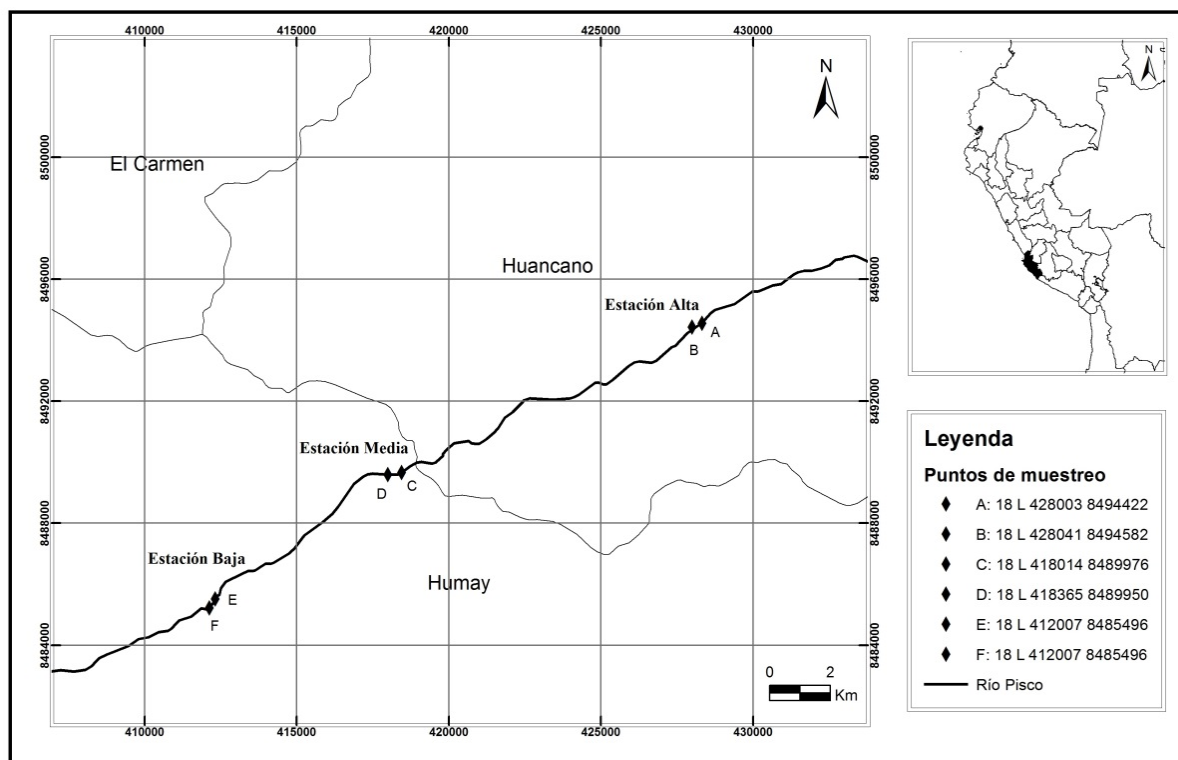 410000 415000 420000 425000 430000
N
8500000 8500000
El Carmen
Huancano
8496000 8496000
Estación Alta
A
B
8492000 8492000
Estación Media
C
D
8488000 8488000
Estación Baja
E
F
Humay
8484000 8484000
0 2
Km
410000 415000 420000 425000 430000
N
Leyenda
Puntos de muestreo
A: 18 L 428003 8494422
B: 18 L 428041 8494582
C: 18 L 418014 8489976
D: 18 L 418365 8489950
E: 18 L 412007 8485496
F: 18 L 412007 8485496
Río Pisco